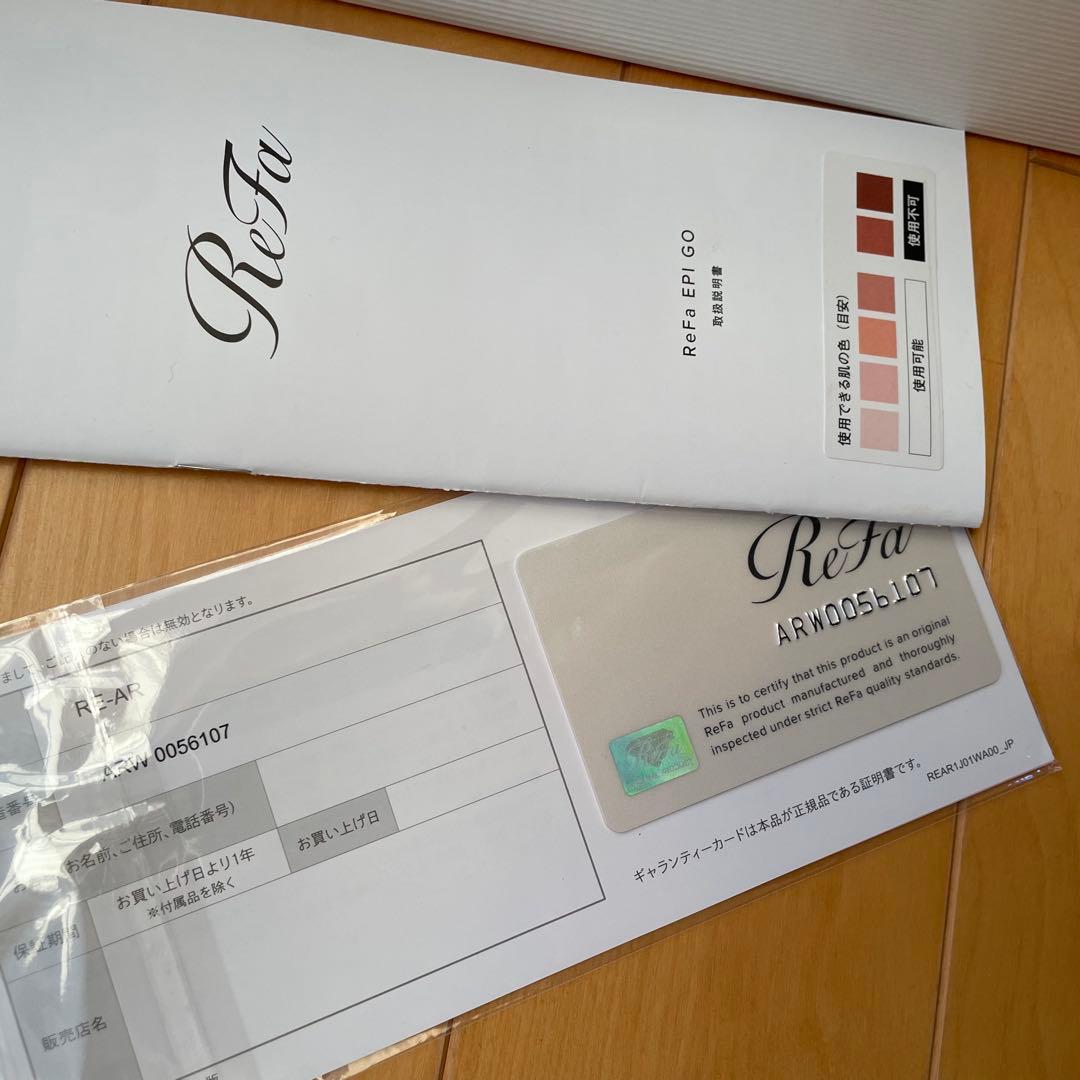 ReFa
ReFa EPI GO
取扱説明書
使用できる肌の色（目安）
使用可能
使用不可
ReFa
ARW0056107
This is to certify that this product is an original
ReFa product manufactured and thoroughly
inspected under strict ReFa quality standards.
ReFa
ギャランティーカードは本品が正規品である証明書です。
REAR1J01WA00_JP
のない場合は無効となります。
RE-AR
ARW 0056107
お名前、ご住所、電話番号)
お買い上げ日
保証期間
お買い上げ日より1年
※付属品を除く
販売店名